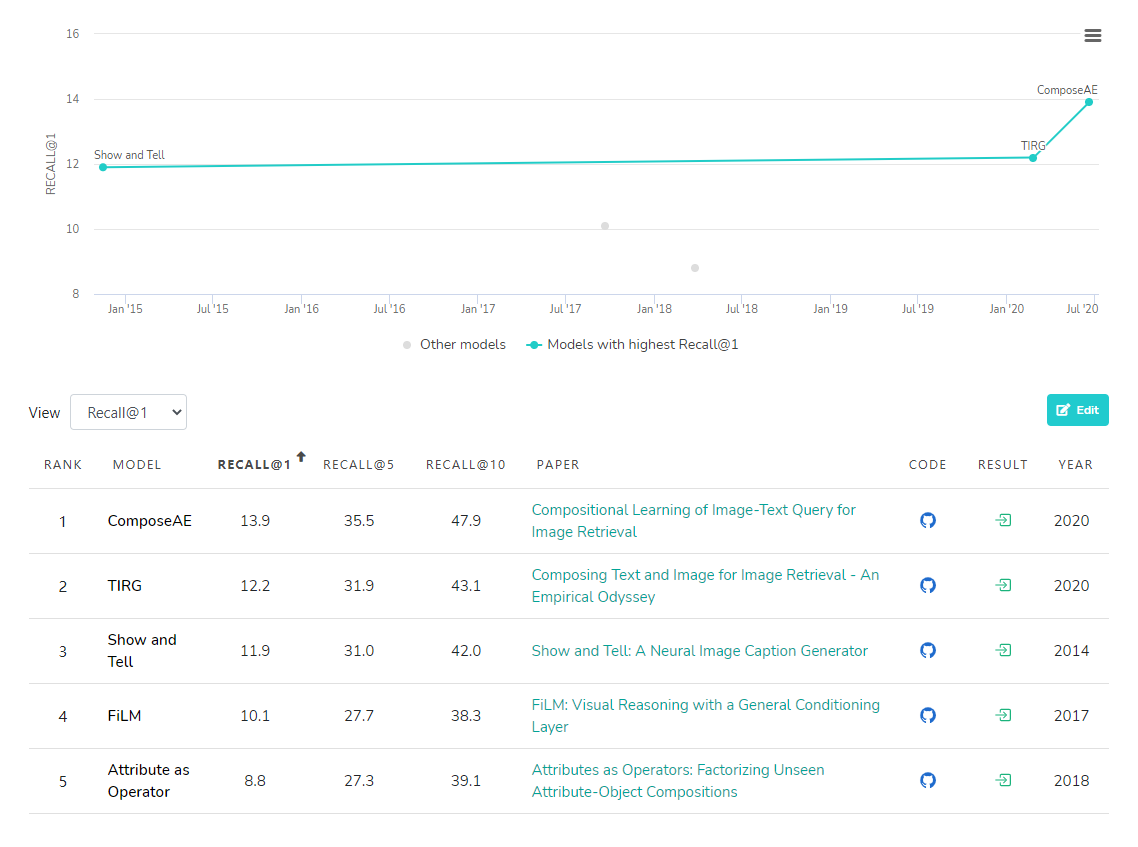 16
14
12
10
8
RECALL@1
Show and Tell
TIRG
ComposeAE
Jan '15
Jul '15
Jan '16
Jul '16
Jan '17
Jul '17
Jan '18
Jul '18
Jan '19
Jul '19
Jan '20
Jul '20
Other models
Models with highest Recall@1
View
Recall@1
Edit
RANK MODEL RECALL@1 RECALL@5 RECALL@10 PAPER CODE RESULT YEAR
1 ComposeAE 13.9 35.5 47.9 Compositional Learning of Image-Text Query for 2020
Image Retrieval
2 TIRG 12.2 31.9 43.1 Composing Text and Image for Image Retrieval - An 2020
Empirical Odyssey
3 Show and 11.9 31.0 42.0 Show and Tell: A Neural Image Caption Generator 2014
Tell
4 FiLM 10.1 27.7 38.3 FiLM: Visual Reasoning with a General Conditioning 2017
Layer
5 Attribute as 8.8 27.3 39.1 Attributes as Operators: Factorizing Unseen 2018
Operator Attribute-Object Compositions